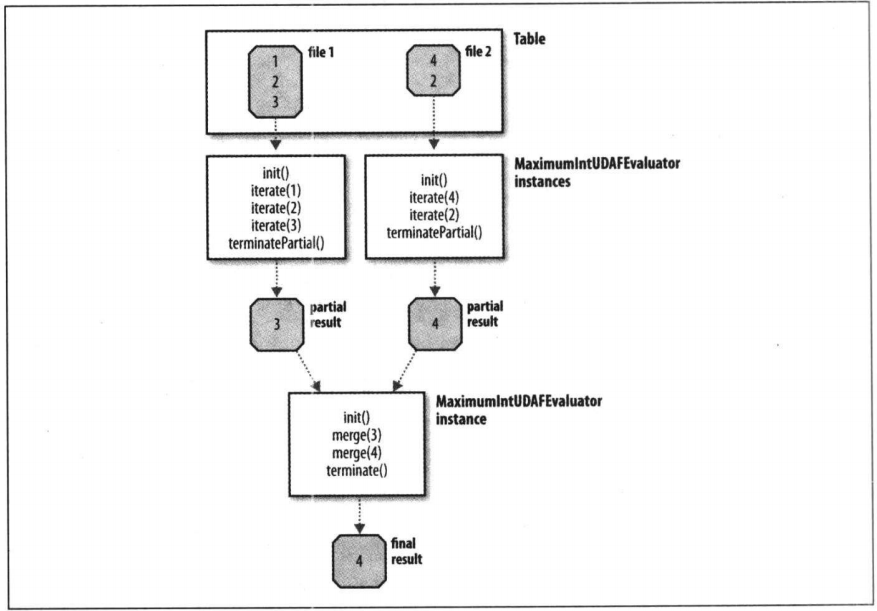 Table
file 1
1
2
3
file 2
4
2
MaximumIntUDAFEvaluator
instances
init()
iterate(1)
iterate(2)
iterate(3)
terminatePartial()
init()
iterate(4)
iterate(2)
terminatePartial()
3
partial
result
4
partial
result
MaximumIntUDAFEvaluator
instance
init()
merge(3)
merge(4)
terminate()
4
final
result